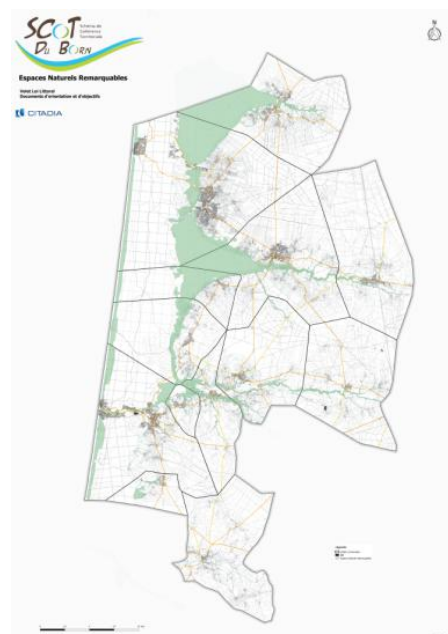 SCOT
Schéma de
Cohérence
Territoriale
Du Born
Espaces Naturels Remarquables
Volet Loi Littoral
Documents d'orientation et d'objectifs
CITADIA